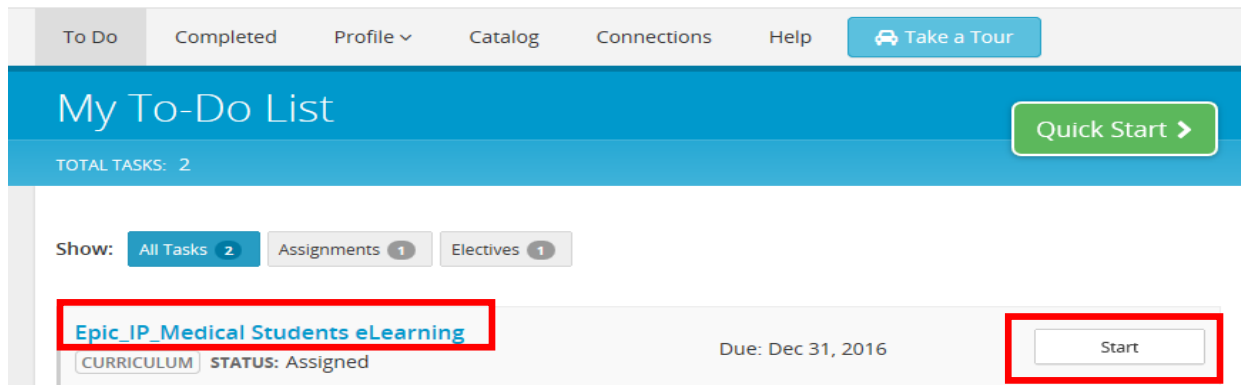 To Do Completed Profile Catalog Connections Help Take a Tour
My To-Do List
Quick Start
TOTAL TASKS: 2
Show: All Tasks 2 Assignments 1 Electives 1
Epic_IP_Medical Students eLearning
CURRICULUM STATUS: Assigned
Due: Dec 31, 2016
Start